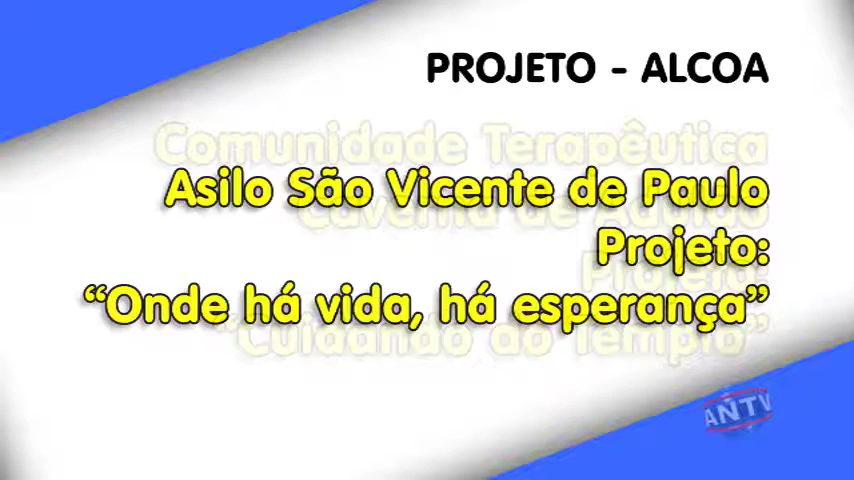 PROJETO - ALCOA
Comunidade Terapêutica
Asilo São Vicente de Paulo
Caverna de Adulão
Projeto:
Projeto:
“Onde há vida, há esperança”
“Cuidando do Templo”
ANTV